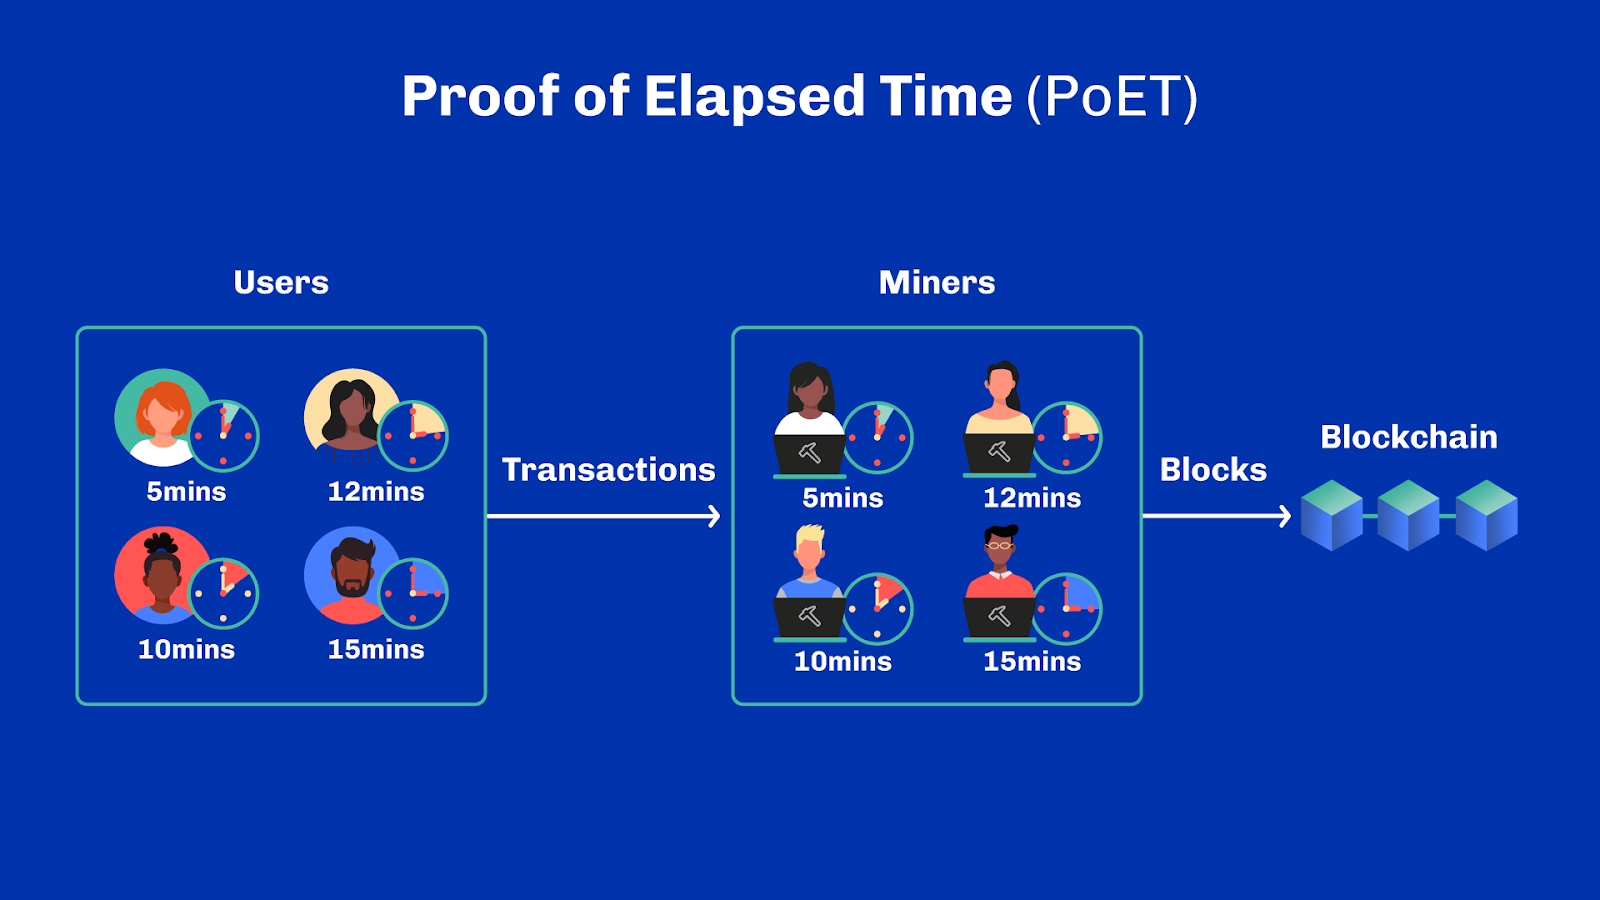 Proof of Elapsed Time (PoET)
Users
5mins
12mins
10mins
15mins
Transactions
Miners
5mins
12mins
10mins
15mins
Blocks
Blockchain